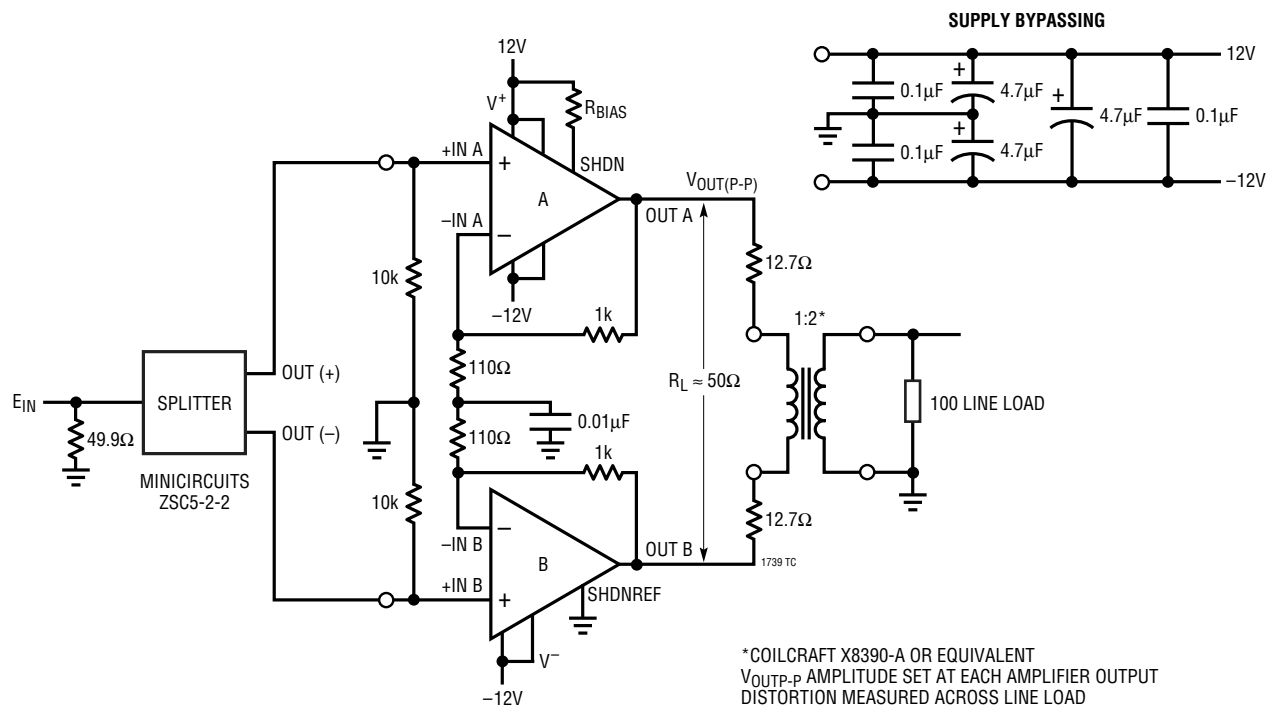 SUPPLY BYPASSING
12V
0.1µF
+
4.7µF
+
4.7µF
0.1µF
0.1µF
+
4.7µF
–12V
12V
V+
RBIAS
+IN A
+
SHDN
A
–IN A
–
–12V
VOUT(P-P)
OUT A
12.7Ω
10k
1k
1:2*
110Ω
RL ≈ 50Ω
100 LINE LOAD
EIN
49.9Ω
SPLITTER
OUT (+)
OUT (–)
MINICIRCUITS
ZSC5-2-2
0.01µF
110Ω
1k
10k
–
–IN B
B
+IN B
+
OUT B
12.7Ω
1739 TC
SHDNREF
V–
–12V
*COILCRAFT X8390-A OR EQUIVALENT
VOUTP-P AMPLITUDE SET AT EACH AMPLIFIER OUTPUT
DISTORTION MEASURED ACROSS LINE LOAD